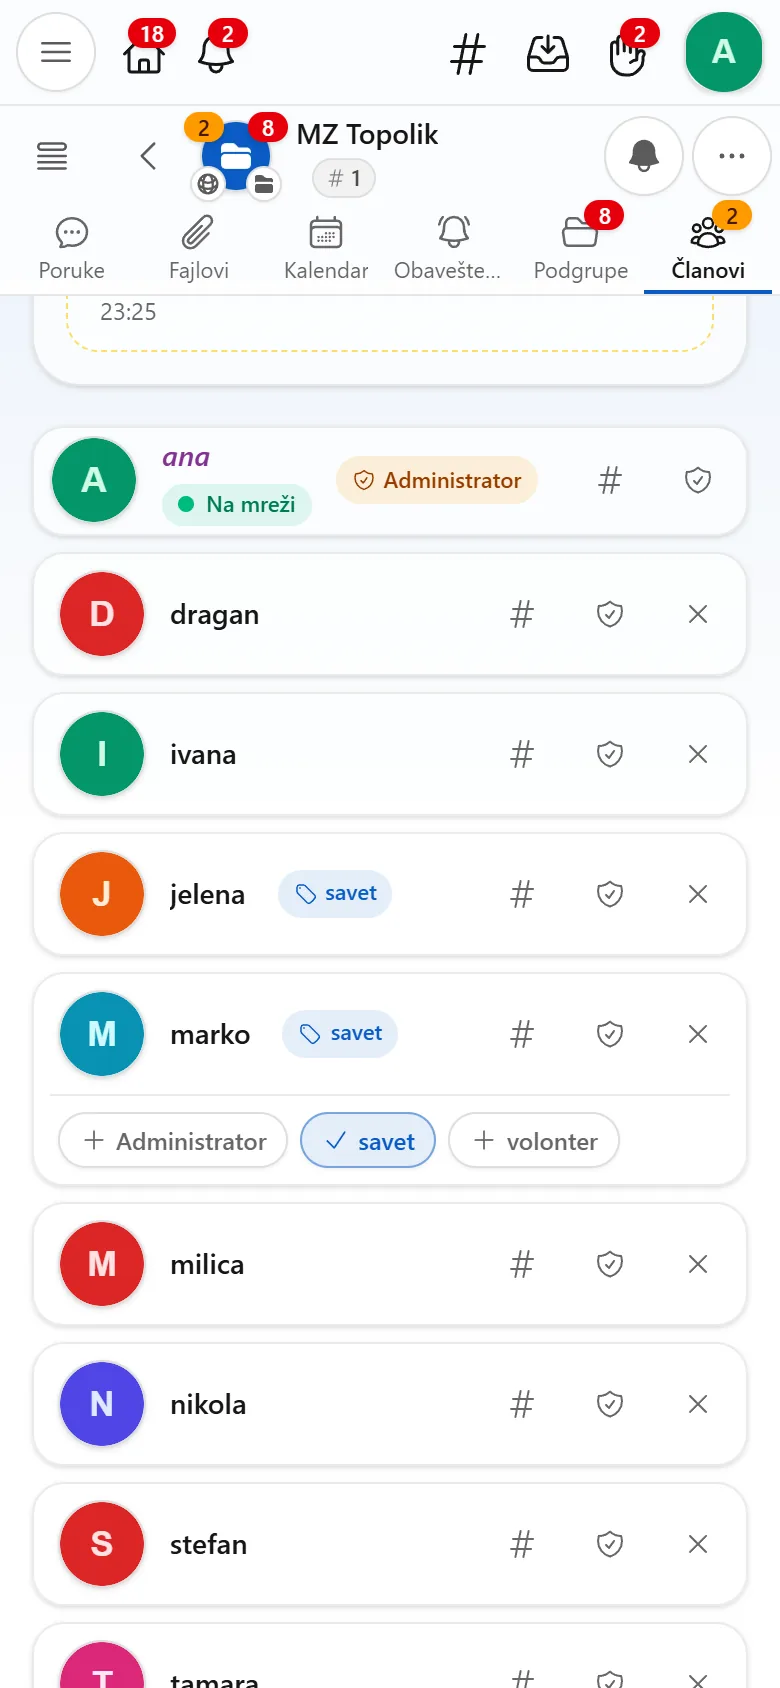 18
2
2
A
2
8
MZ Topolik
# 1
8
2
Poruke
Fajlovi
Kalendar
Obavešte...
Podgrupe
Članovi
23:25
A
ana
Na mreži
Administrator
#
D
dragan
#
I
ivana
#
J
jelena
savet
#
M
marko
savet
#
Administrator
savet
volonter
M
milica
#
N
nikola
#
S
stefan
#
T
tamara
#